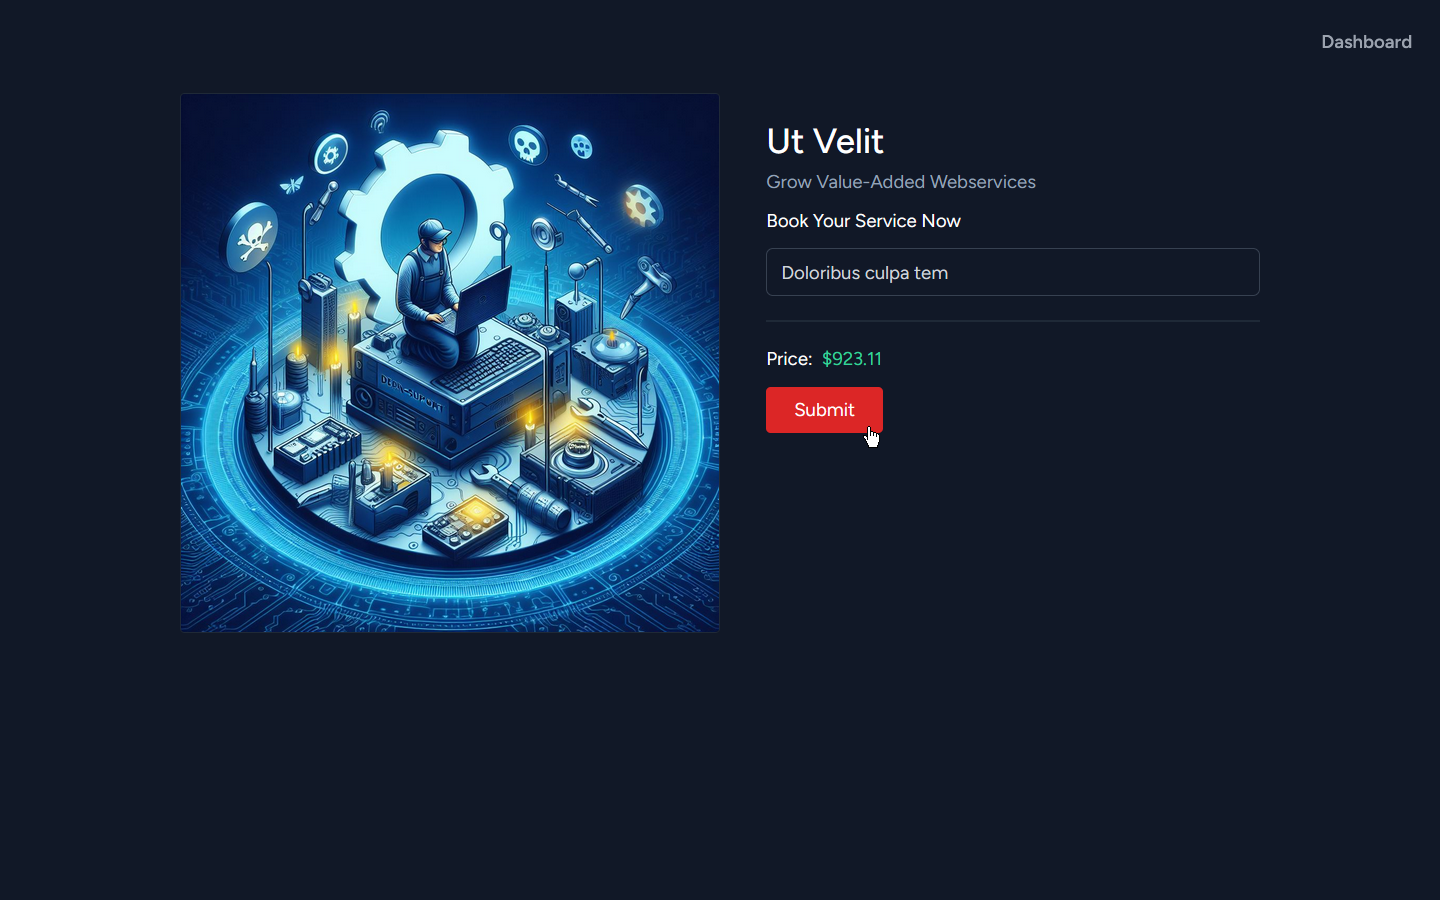 Dashboard
Ut Velit
Grow Value-Added Webservices
Book Your Service Now
Doloribus culpa tem
Price: $923.11
Submit